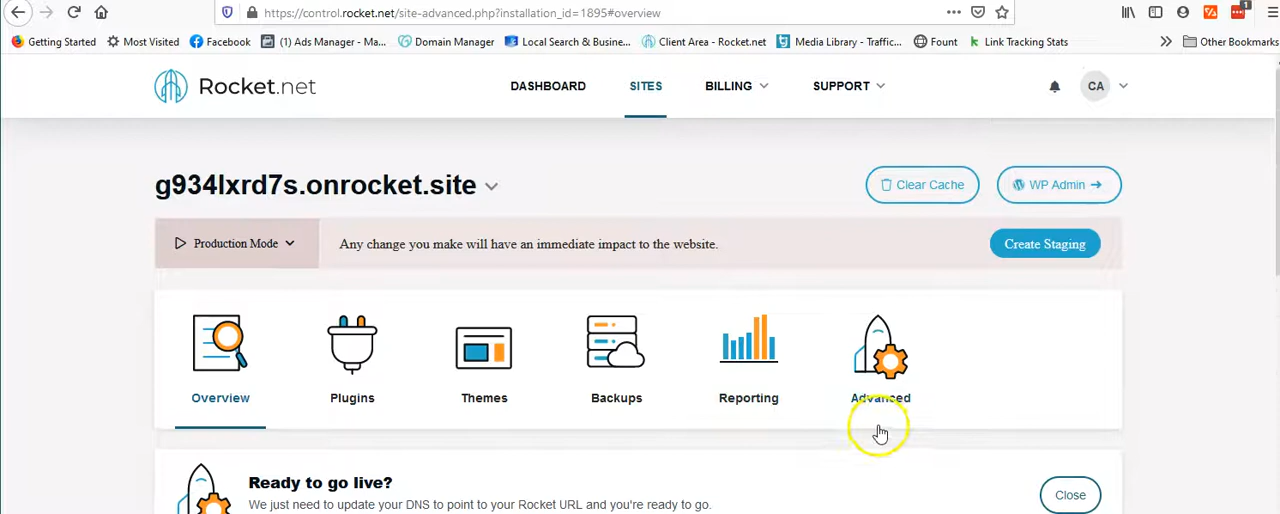 https://control.rocket.net/site-advanced.php?installation_id=1895#overview
1
Getting Started Most Visited Facebook (1) Ads Manager - Ma... Domain Manager Local Search & Busine... Client Area - Rocket.net Media Library - Traffic... Fount Link Tracking Stats Other Bookmarks
Rocket.net DASHBOARD SITES BILLING SUPPORT CA
g934lxrd7s.onrocket.site Clear Cache WP Admin
Production Mode Any change you make will have an immediate impact to the website. Create Staging
Overview Plugins Themes Backups Reporting Advanced
Ready to go live?
We just need to update your DNS to point to your Rocket URL and you're ready to go. Close